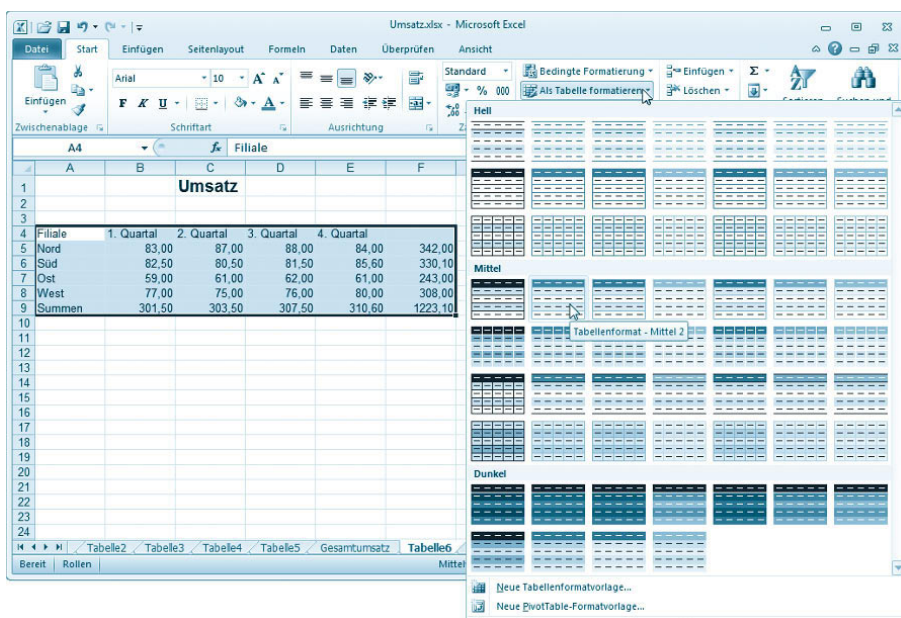 Umsatz.xlsx - Microsoft Excel
Datei Start Einfügen Seitenlayout Formeln Daten Überprüfen Ansicht
Einfügen
Arial 10 A A
F K U A
Standard
% 000
Bedingte Formatierung
Als Tabelle formatieren
Einfügen
Löschen
Σ
Zwischenablage Schriftart Ausrichtung
A4 fx Filiale
A B C D E F
1 Umsatz
2
3
4 Filiale 1. Quartal 2. Quartal 3. Quartal 4. Quartal
5 Nord 83,00 87,00 88,00 84,00 342,00
6 Süd 82,50 80,50 81,50 85,60 330,10
7 Ost 59,00 61,00 62,00 61,00 243,00
8 West 77,00 75,00 76,00 80,00 308,00
9 Summen 301,50 303,50 307,50 310,60 1223,10
10
11
12
13
14
15
16
17
18
19
20
21
22
23
24
Tabelle2 Tabelle3 Tabelle4 Tabelle5 Gesamtumsatz Tabelle6
Bereit Rollen
Hell
Mittel
Tabellenformat - Mittel 2
Dunkel
Neue Tabellenformatvorlage...
Neue PivotTable-Formatvorlage...